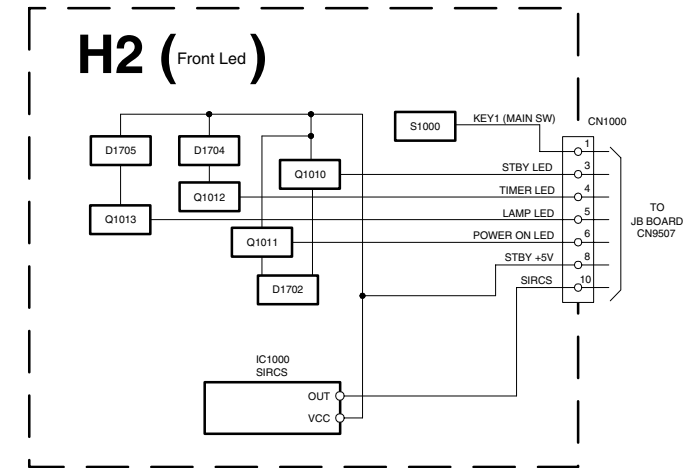 H2 (Front Led)
S1000
KEY1 (MAIN SW)
CN1000
1
D1705
D1704
Q1010
STBY LED
3
Q1012
TIMER LED
4
Q1013
LAMP LED
5
TO
JB BOARD
CN9507
Q1011
POWER ON LED
6
STBY +5V
8
D1702
SIRCS
10
IC1000
SIRCS
OUT
VCC